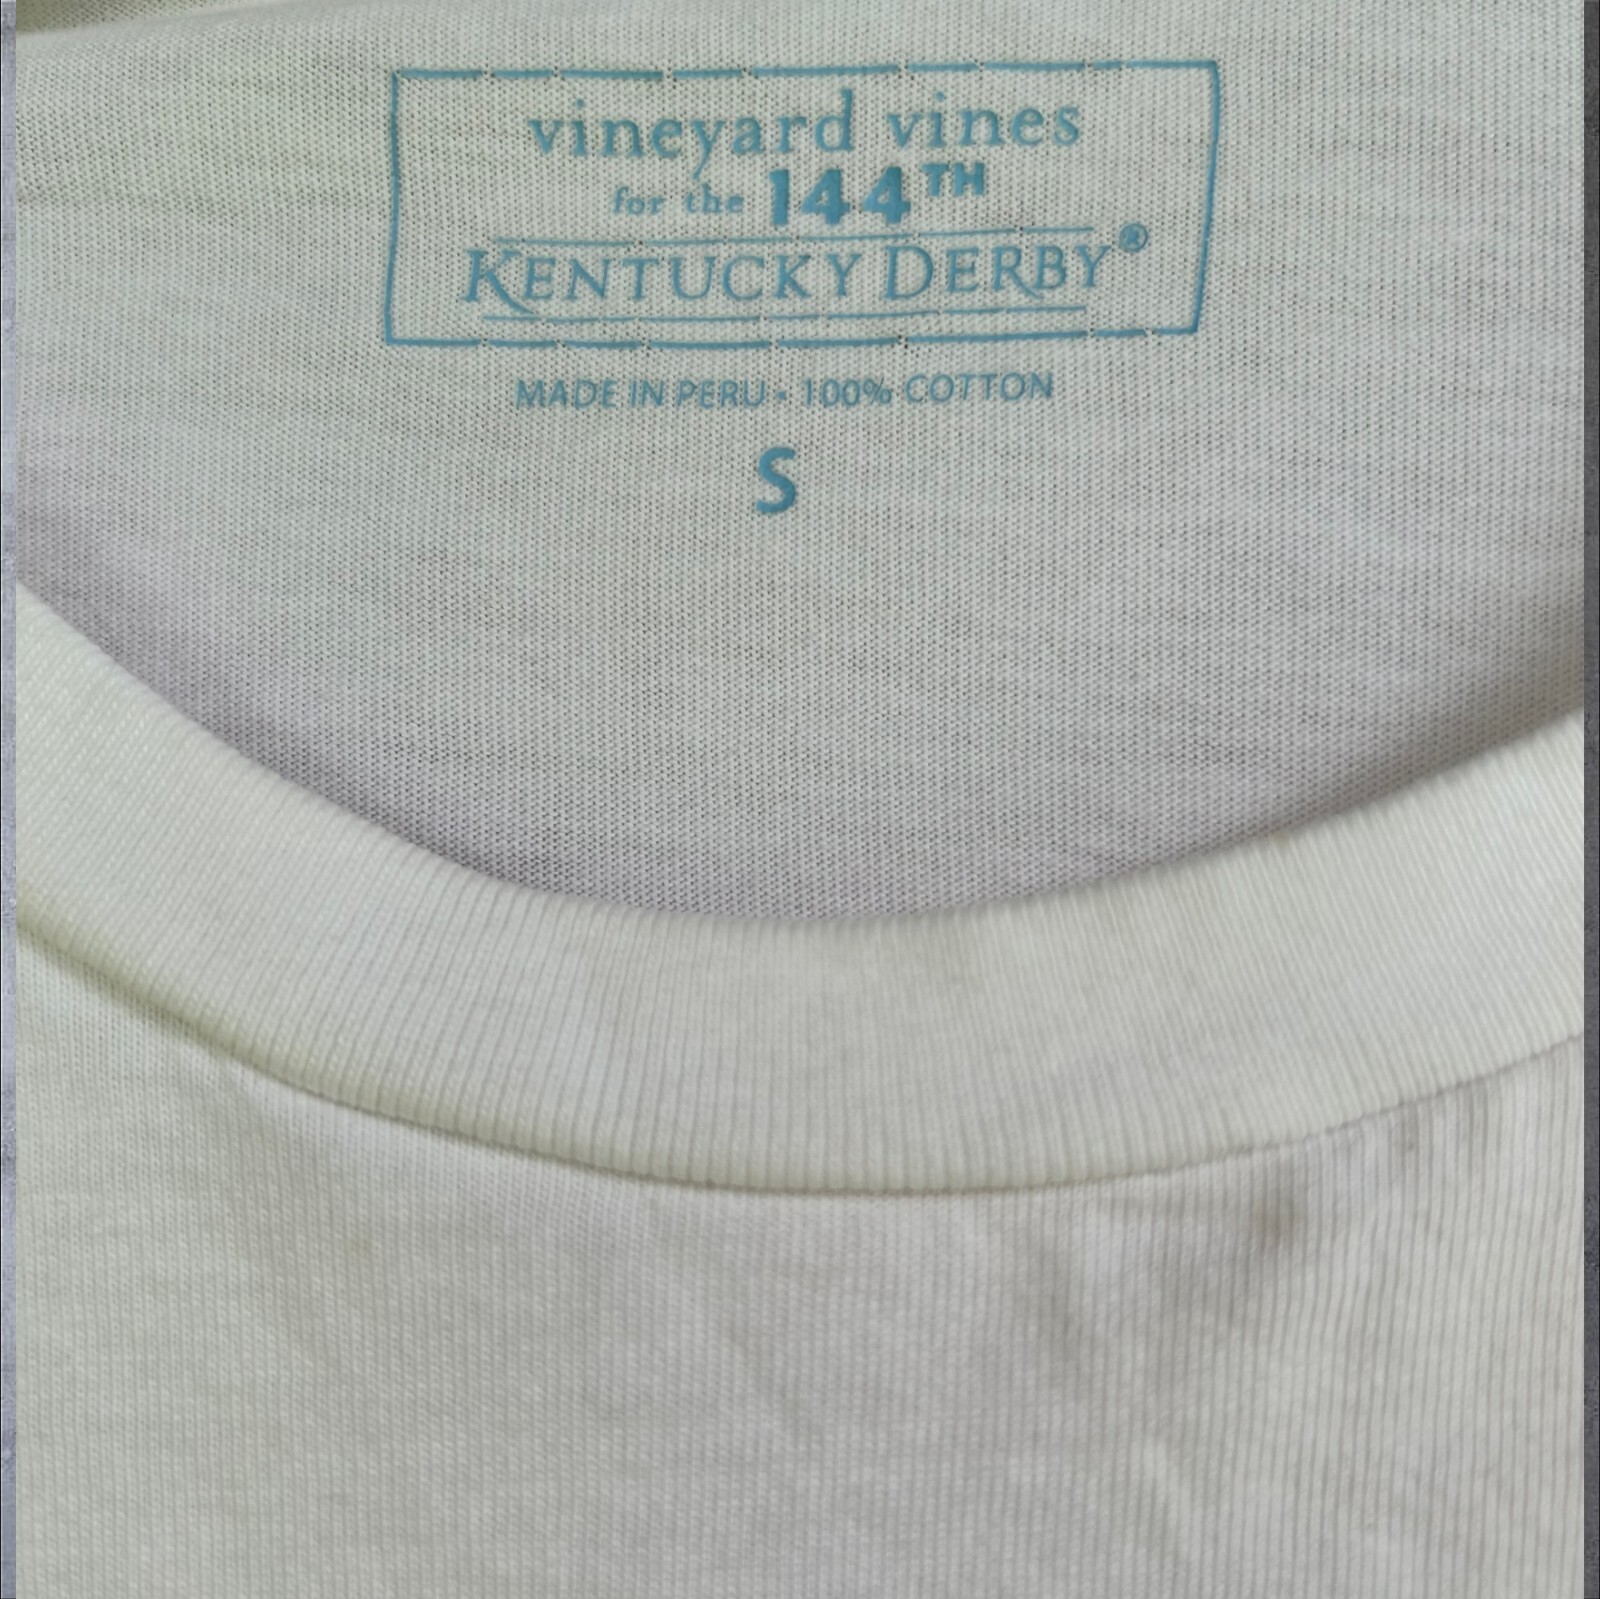 vineyard vines
for the 144TH
KENTUCKY DERBY®
MADE IN PERU • 100% COTTON
S